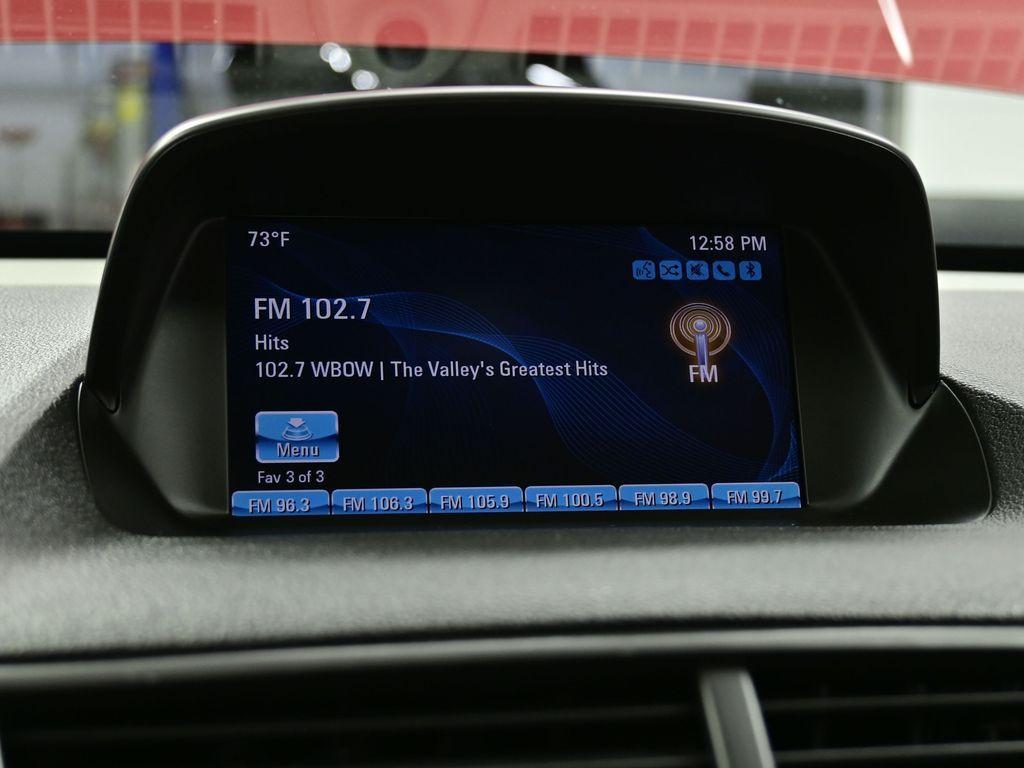 73°F
12:58 PM
FM 102.7
Hits
102.7 WBOW | The Valley's Greatest Hits
FM
Menu
Fav 3 of 3
FM 96.3 FM 106.3 FM 105.9 FM 100.5 FM 98.9 FM 99.7